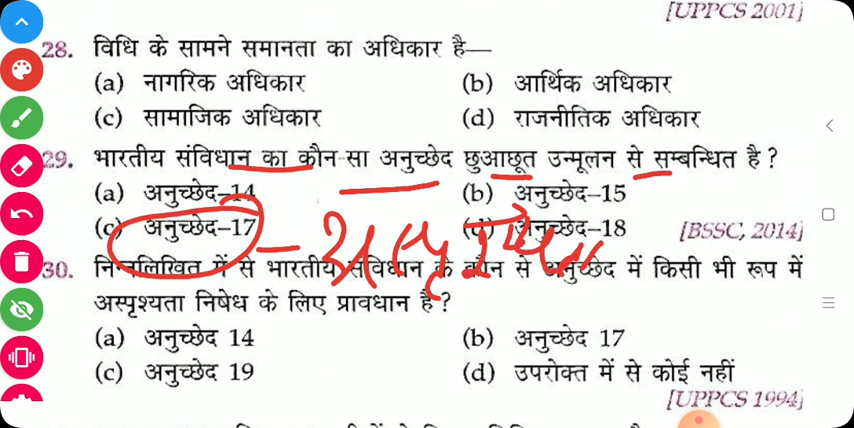 [UPPCS 2001]
28. विधि के सामने समानता का अधिकार है—
(a) नागरिक अधिकार (b) आर्थिक अधिकार
(c) सामाजिक अधिकार (d) राजनीतिक अधिकार
29. भारतीय संविधान का कौन-सा अनुच्छेद छुआछूत उन्मूलन से सम्बन्धित है?
(a) अनुच्छेद–14 (b) अनुच्छेद–15
(c) अनुच्छेद–17 (d) अनुच्छेद–18 [BSSC, 2014]
30. निम्नलिखित में से भारतीय संविधान के कौन से अनुच्छेद में किसी भी रूप में
अस्पृश्यता निषेध के लिए प्रावधान है?
(a) अनुच्छेद 14 (b) अनुच्छेद 17
(c) अनुच्छेद 19 (d) उपरोक्त में से कोई नहीं
[UPPCS 1994]